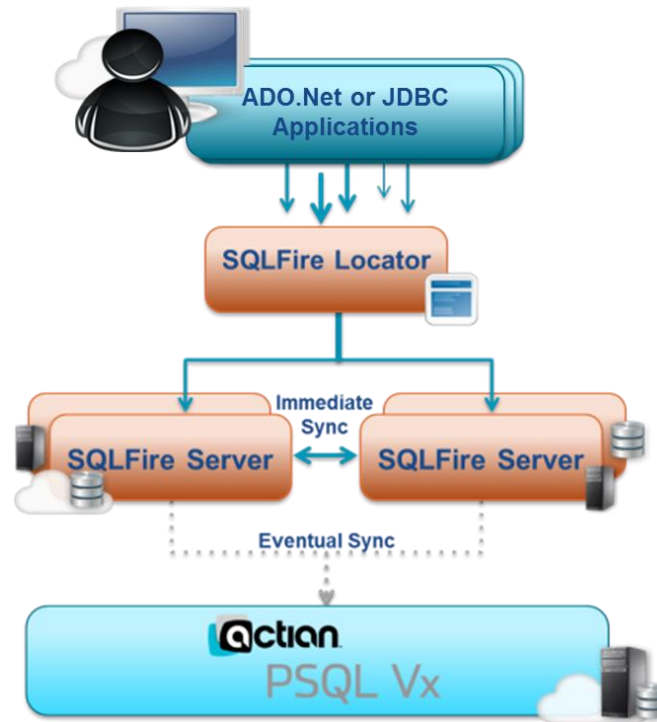 ADO.Net or JDBC
Applications
SQLFire Locator
Immediate
Sync
SQLFire Server
SQLFire Server
Eventual Sync
actian
PSQL Vx